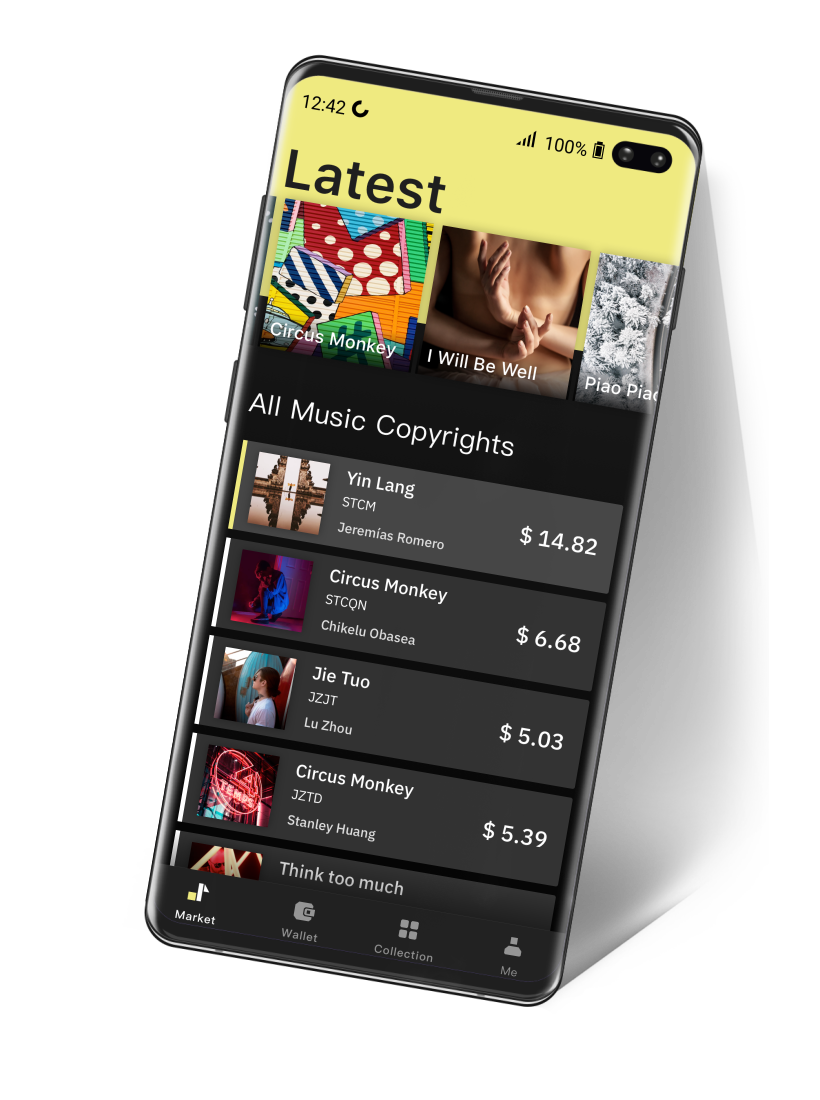 12:42
100%
Latest
Circus Monkey
I Will Be Well
Piao Piao
All Music Copyrights
Yin Lang
STCM
Jeremías Romero
$ 14.82
Circus Monkey
STCQN
Chikelu Obasea
$ 6.68
Jie Tuo
JZJT
Lu Zhou
$ 5.03
Circus Monkey
JZTD
Stanley Huang
$ 5.39
Think too much
Market
Wallet
Collection
Me